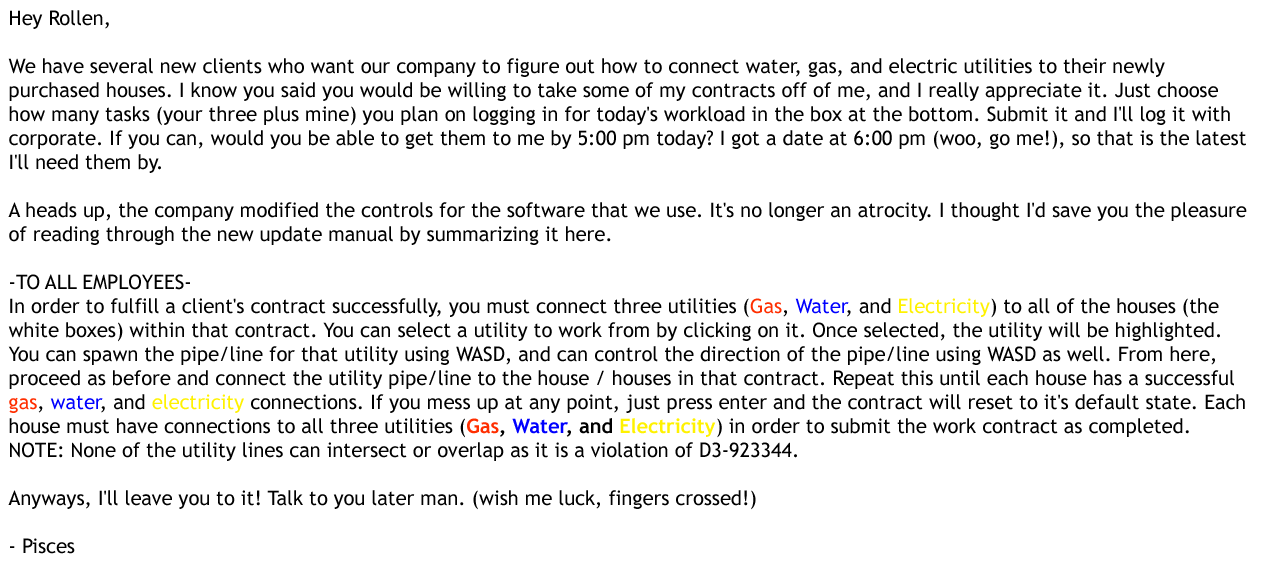 Hey Rollen,
We have several new clients who want our company to figure out how to connect water, gas, and electric utilities to their newly
purchased houses. I know you said you would be willing to take some of my contracts off of me, and I really appreciate it. Just choose
how many tasks (your three plus mine) you plan on logging in for today's workload in the box at the bottom. Submit it and I'll log it with
corporate. If you can, would you be able to get them to me by 5:00 pm today? I got a date at 6:00 pm (woo, go me!), so that is the latest
I'll need them by.
A heads up, the company modified the controls for the software that we use. It's no longer an atrocity. I thought I'd save you the pleasure
of reading through the new update manual by summarizing it here.
-TO ALL EMPLOYEES-
In order to fulfill a client's contract successfully, you must connect three utilities (Gas, Water, and Electricity) to all of the houses (the
white boxes) within that contract. You can select a utility to work from by clicking on it. Once selected, the utility will be highlighted.
You can spawn the pipe/line for that utility using WASD, and can control the direction of the pipe/line using WASD as well. From here,
proceed as before and connect the utility pipe/line to the house / houses in that contract. Repeat this until each house has a successful
gas, water, and electricity connections. If you mess up at any point, just press enter and the contract will reset to it's default state. Each
house must have connections to all three utilities (Gas, Water, and Electricity) in order to submit the work contract as completed.
NOTE: None of the utility lines can intersect or overlap as it is a violation of D3-923344.
Anyways, I'll leave you to it! Talk to you later man. (wish me luck, fingers crossed!)
- Pisces